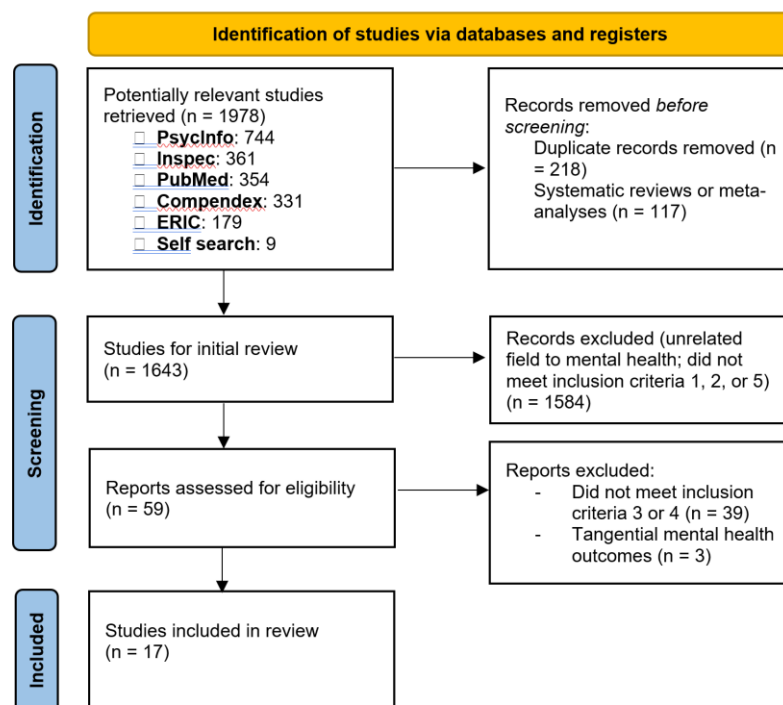 Identification of studies via databases and registers
Identification
Potentially relevant studies
retrieved (n = 1978)
PsycInfo: 744
Inspec: 361
PubMed: 354
Compendex: 331
ERIC: 179
Self search: 9
Records removed before
screening:
Duplicate records removed (n
= 218)
Systematic reviews or meta-
analyses (n = 117)
Screening
Studies for initial review
(n = 1643)
Records excluded (unrelated
field to mental health; did not
meet inclusion criteria 1, 2, or 5)
(n = 1584)
Reports assessed for eligibility
(n = 59)
Reports excluded:
- Did not meet inclusion
criteria 3 or 4 (n = 39)
- Tangential mental health
outcomes (n = 3)
Included
Studies included in review
(n = 17)